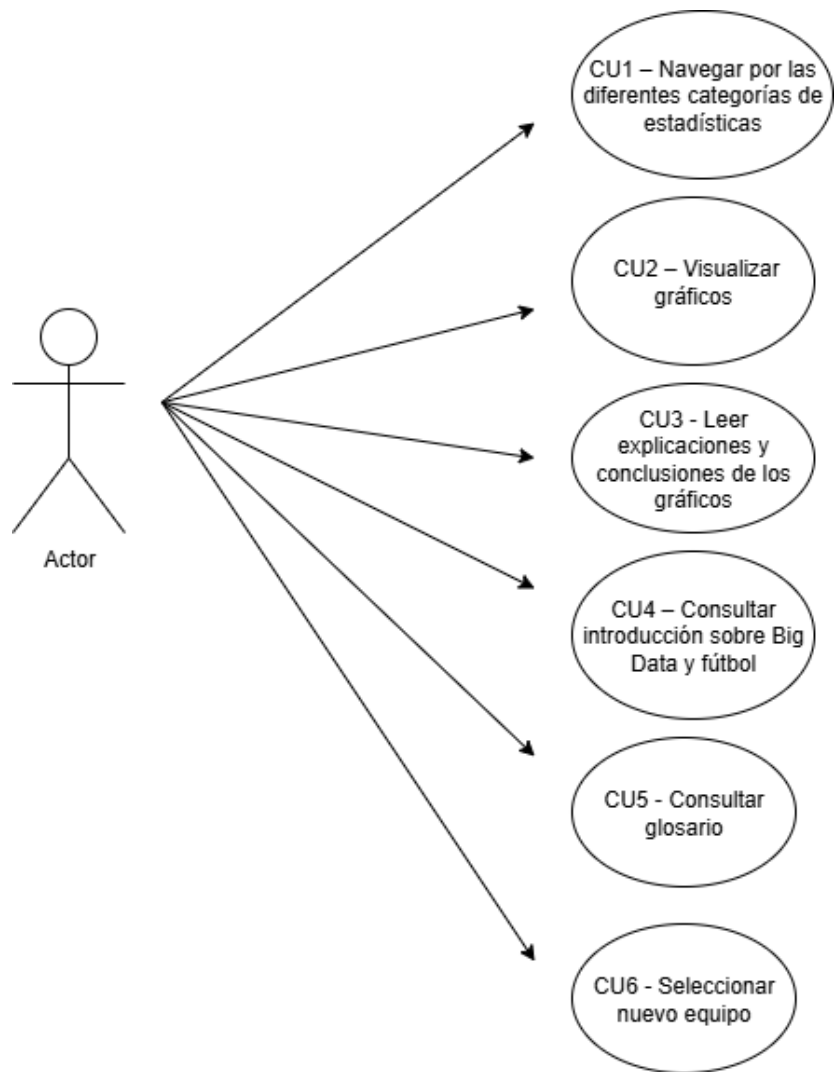 CU1 – Navegar por las
diferentes categorías de
estadísticas
CU2 – Visualizar
gráficos
CU3 - Leer
explicaciones y
conclusiones de los
gráficos
Actor
CU4 – Consultar
introducción sobre Big
Data y fútbol
CU5 - Consultar
glosario
CU6 - Seleccionar
nuevo equipo